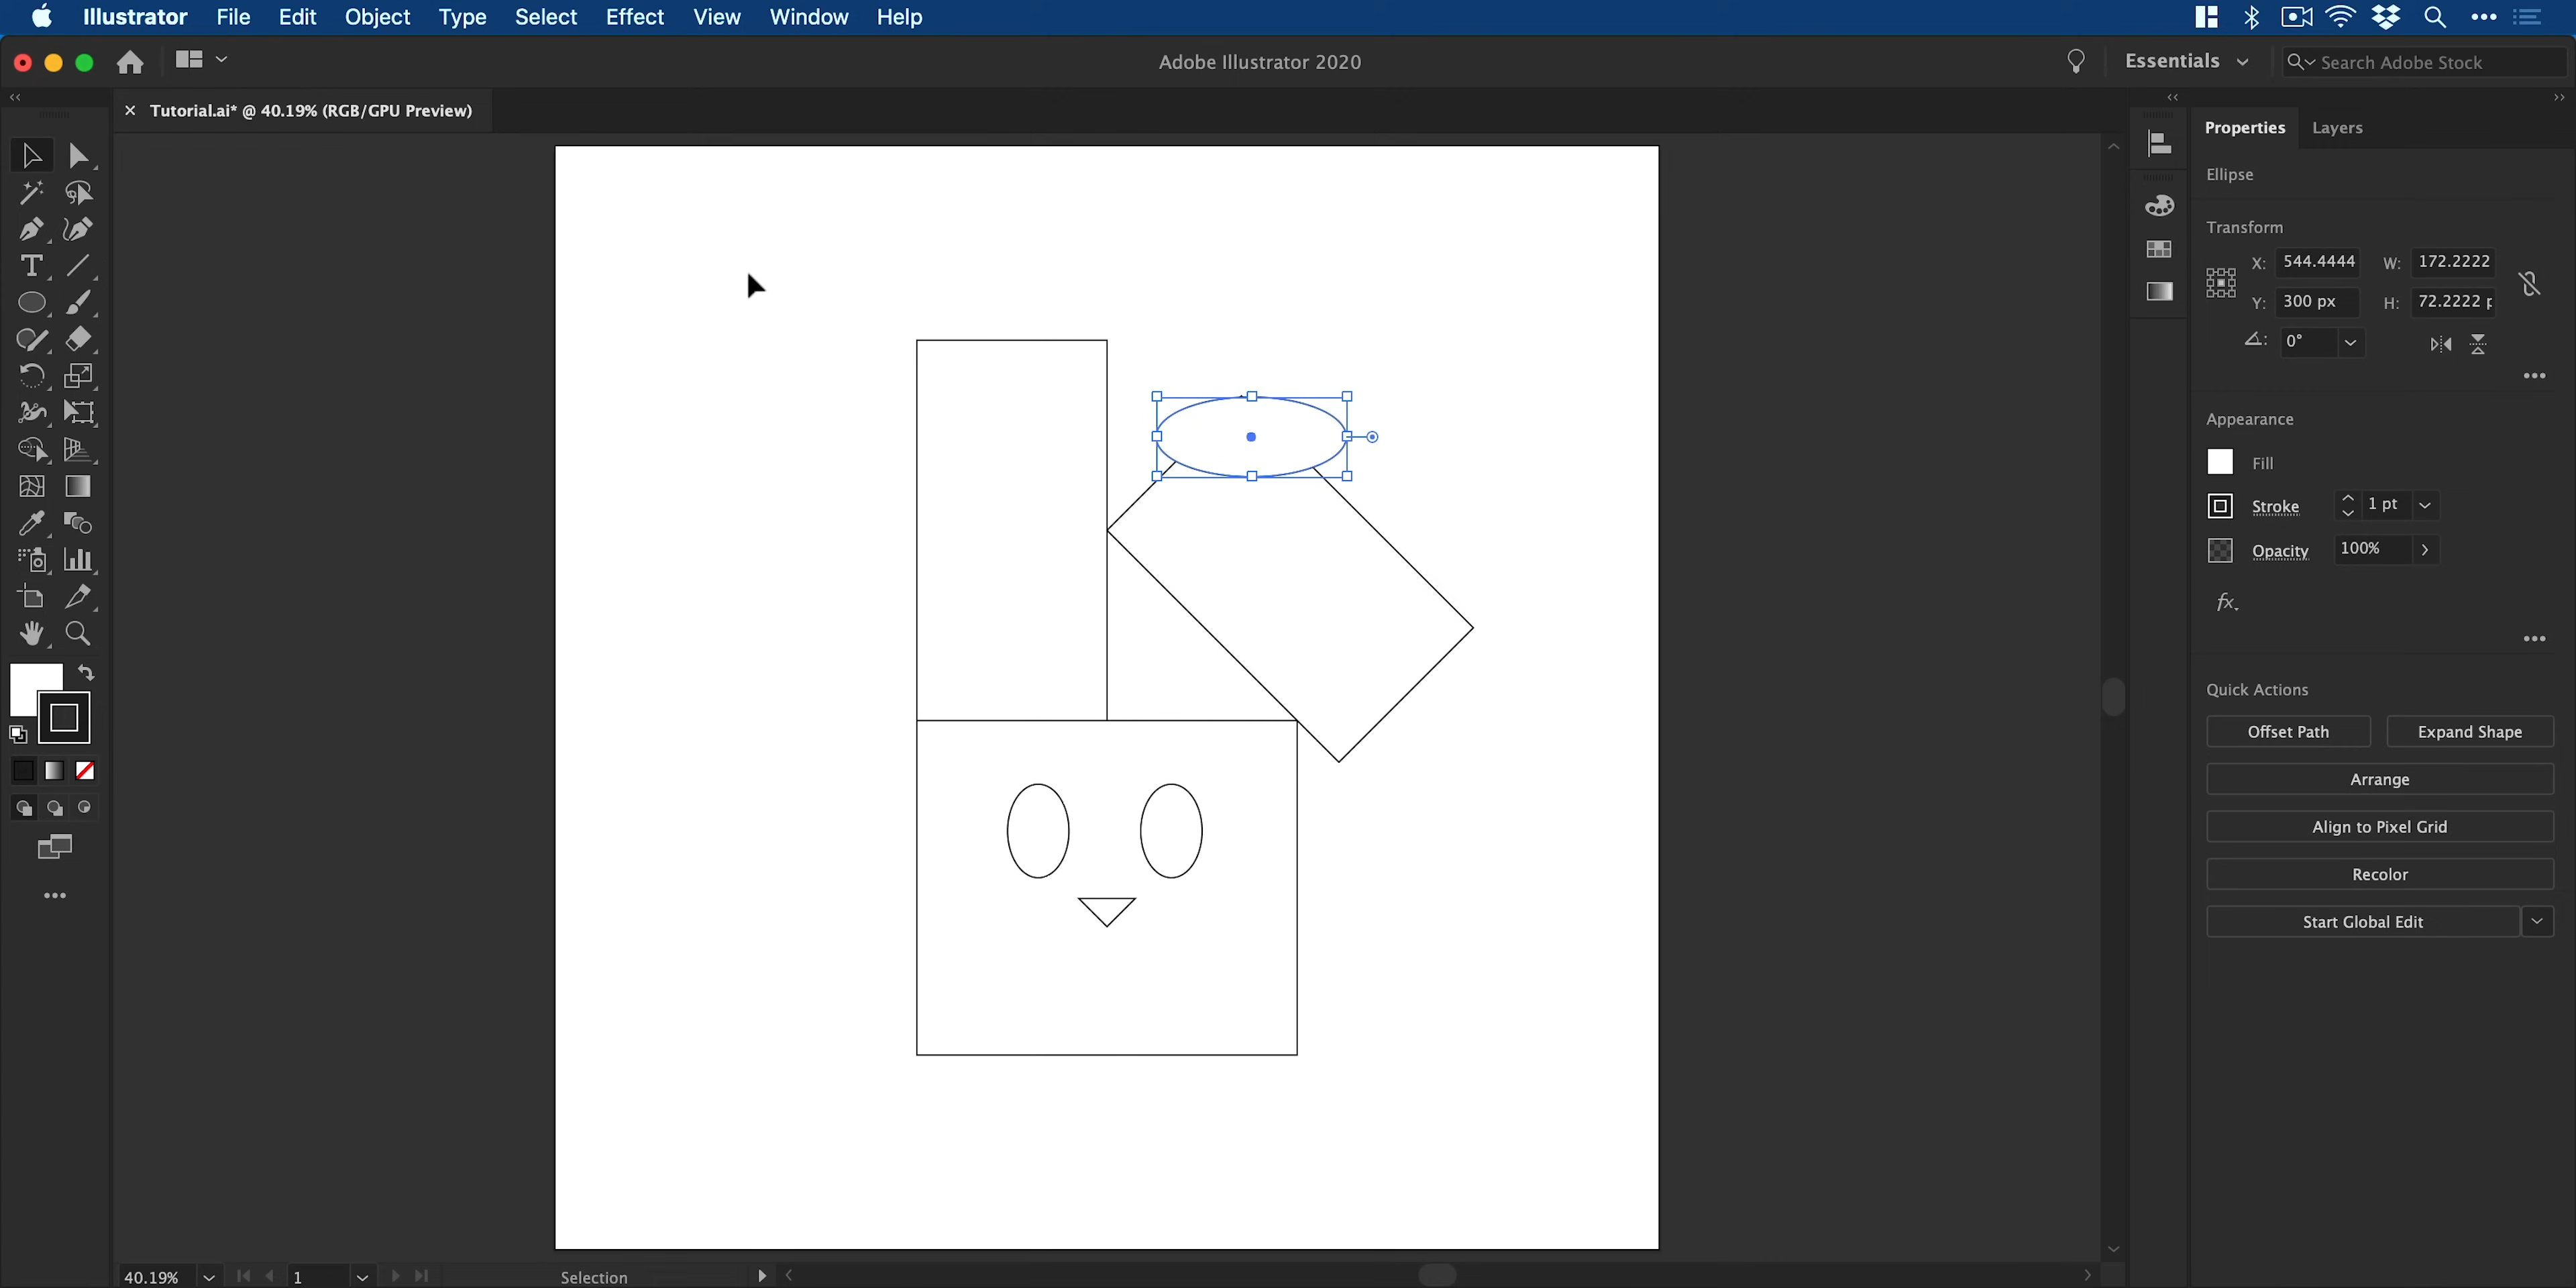 Illustrator File Edit Object Type Select Effect View Window Help
Adobe Illustrator 2020
Essentials
Search Adobe Stock
Tutorial.ai* @ 40.19% (RGB/GPU Preview)
Properties Layers
Ellipse
Transform
X: 544.4444 W: 172.2222
Y: 300 px H: 72.2222 p
0°
Appearance
Fill
Stroke 1 pt
Opacity 100%
fx
Quick Actions
Offset Path Expand Shape
Arrange
Align to Pixel Grid
Recolor
Start Global Edit
40.19% 1 Selection